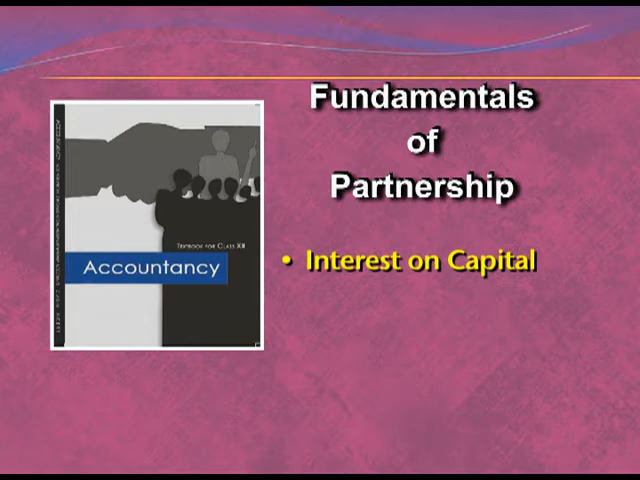 Fundamentals
of
Partnership
• Interest on Capital
TEXTBOOK FOR CLASS XII
Accountancy